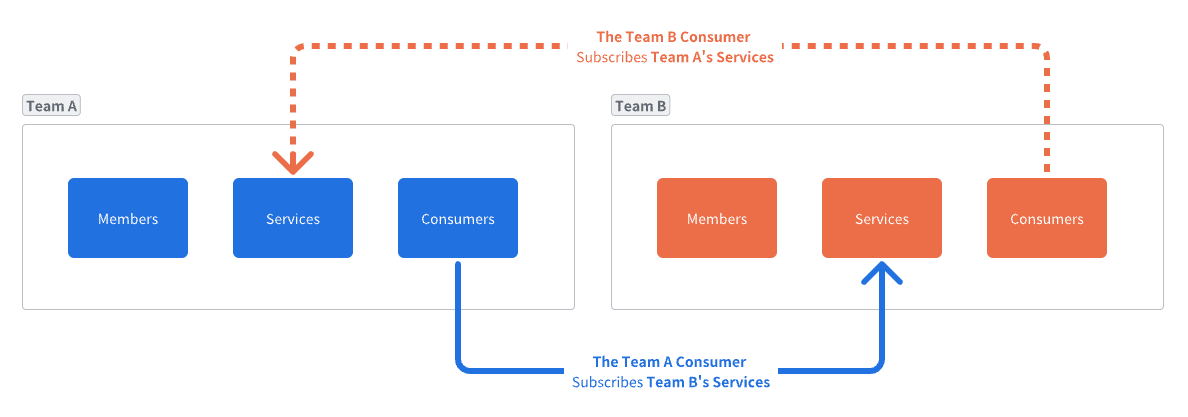 The Team B Consumer
Subscribes Team A's Services
Team A
Team B
Members
Services
Consumers
Members
Services
Consumers
The Team A Consumer
Subscribes Team B's Services